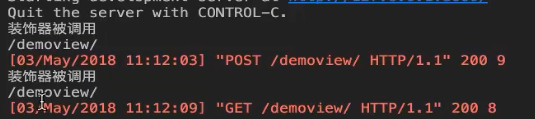 Quit the server with CONTROL-C.
装饰器被调用
/demoview/
[03/May/2018 11:12:03] "POST /demoview/ HTTP/1.1" 200 9
装饰器被调用
/demoview/
[03/May/2018 11:12:09] "GET /demoview/ HTTP/1.1" 200 8